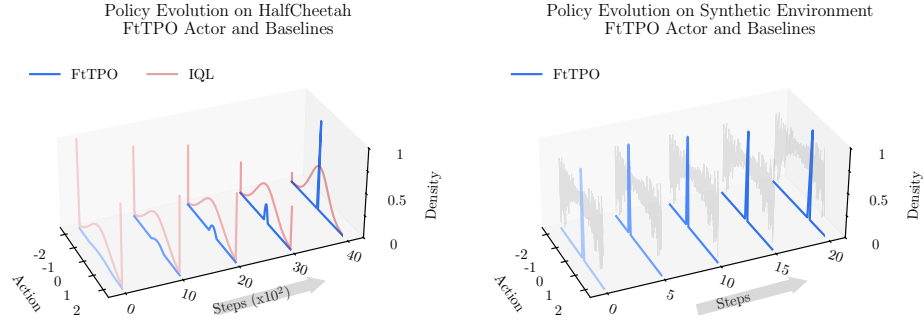 Policy Evolution on HalfCheetah
FtTPO Actor and Baselines
FtTPO
IQL
1
0.5
0
Density
-2
-1
0
1
2
Action
0
10
20
30
40
Steps (x10²)
Policy Evolution on Synthetic Environment
FtTPO Actor and Baselines
FtTPO
1
0.5
0
Density
-2
-1
0
1
2
Action
0
5
10
15
20
Steps